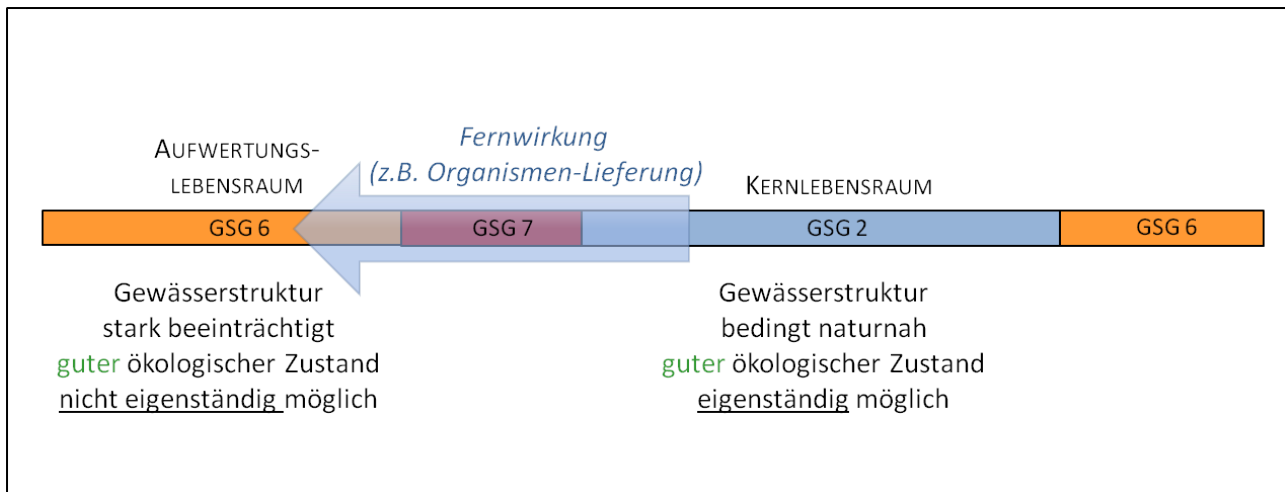 AUFWERTUNGS-
LEBENSRAUM
Fernwirkung
(z.B. Organismen-Lieferung)
KERNLEBENSRAUM
GSG 6
GSG 7
GSG 2
GSG 6
Gewässerstruktur
stark beeinträchtigt
guter ökologischer Zustand
nicht eigenständig möglich
Gewässerstruktur
bedingt naturnah
guter ökologischer Zustand
eigenständig möglich